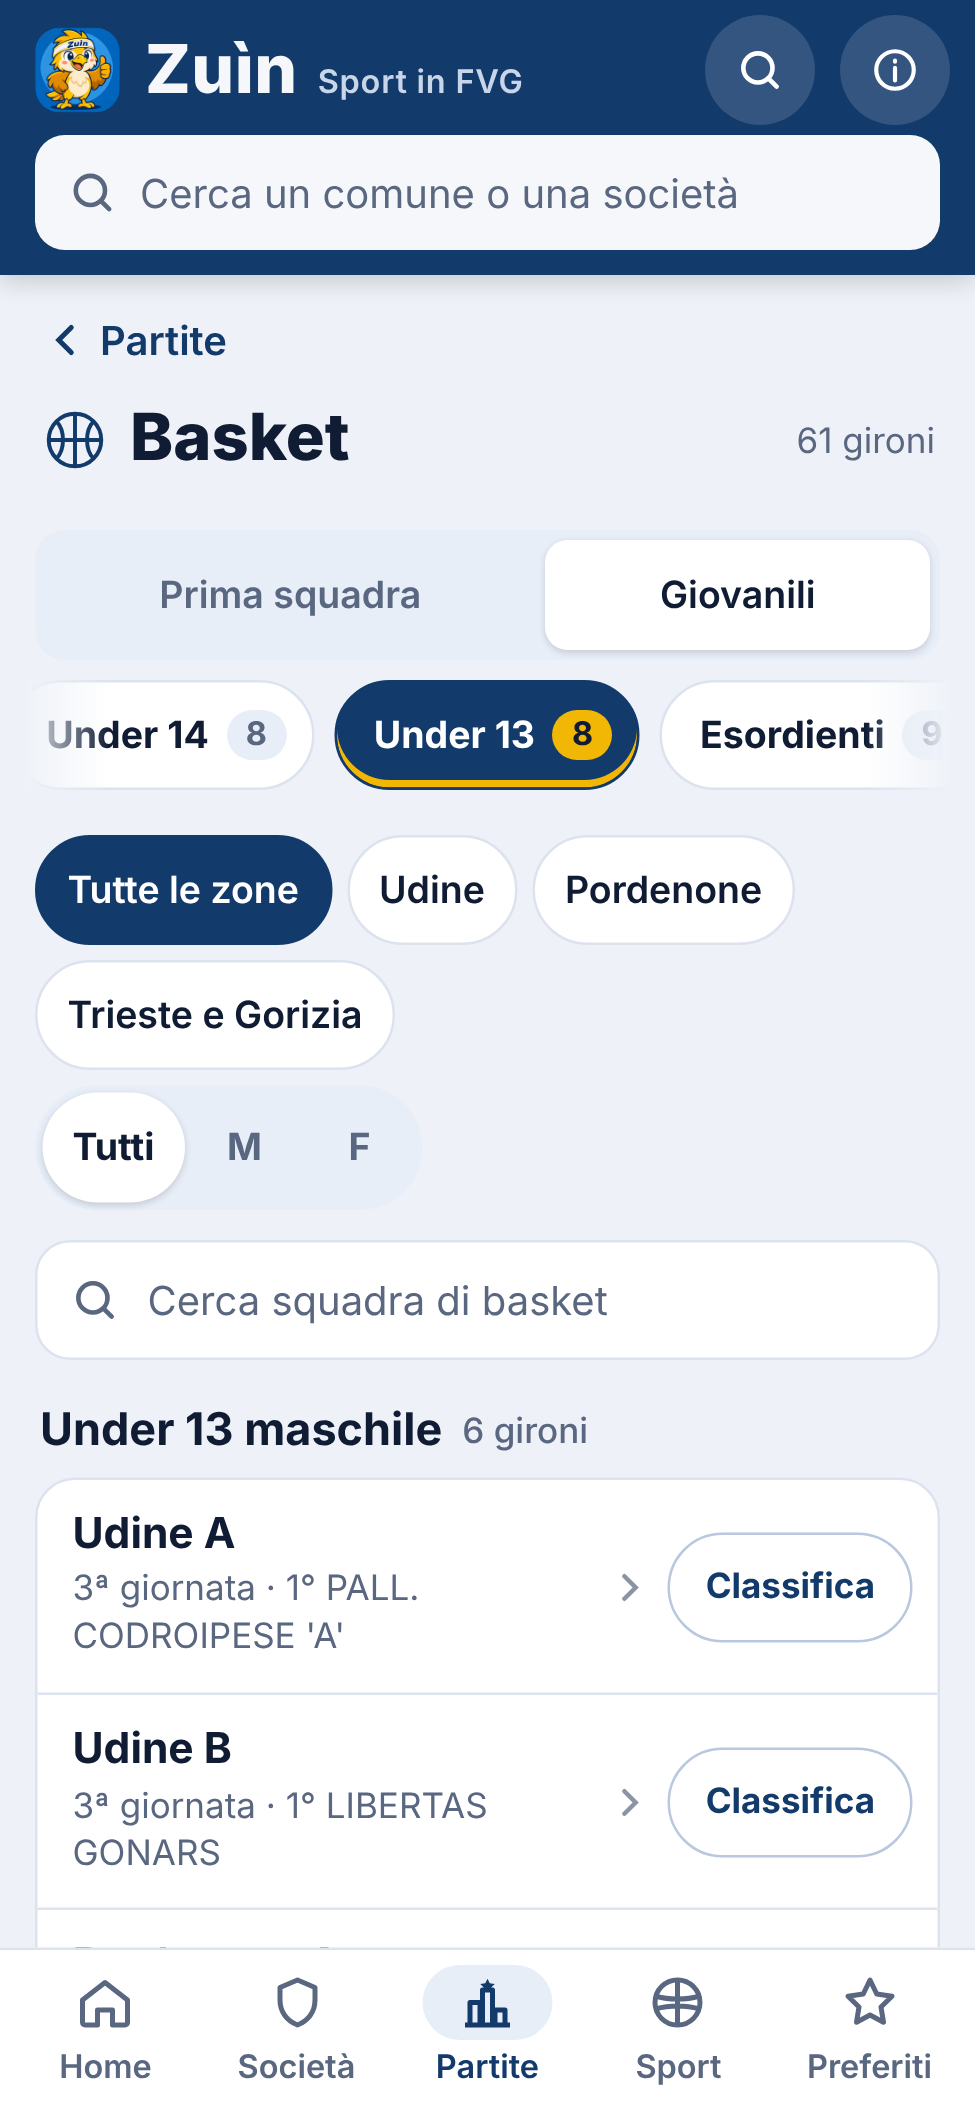 Zuin
Zuìn Sport in FVG
Cerca un comune o una società
Partite
Basket 61 gironi
Prima squadra Giovanili
Under 14 8 Under 13 8 Esordienti 9
Tutte le zone Udine Pordenone
Trieste e Gorizia
Tutti M F
Cerca squadra di basket
Under 13 maschile 6 gironi
Udine A
3ª giornata · 1° PALL.
CODROIPESE 'A'
Classifica
Udine B
3ª giornata · 1° LIBERTAS
GONARS
Classifica
Home Società Partite Sport Preferiti